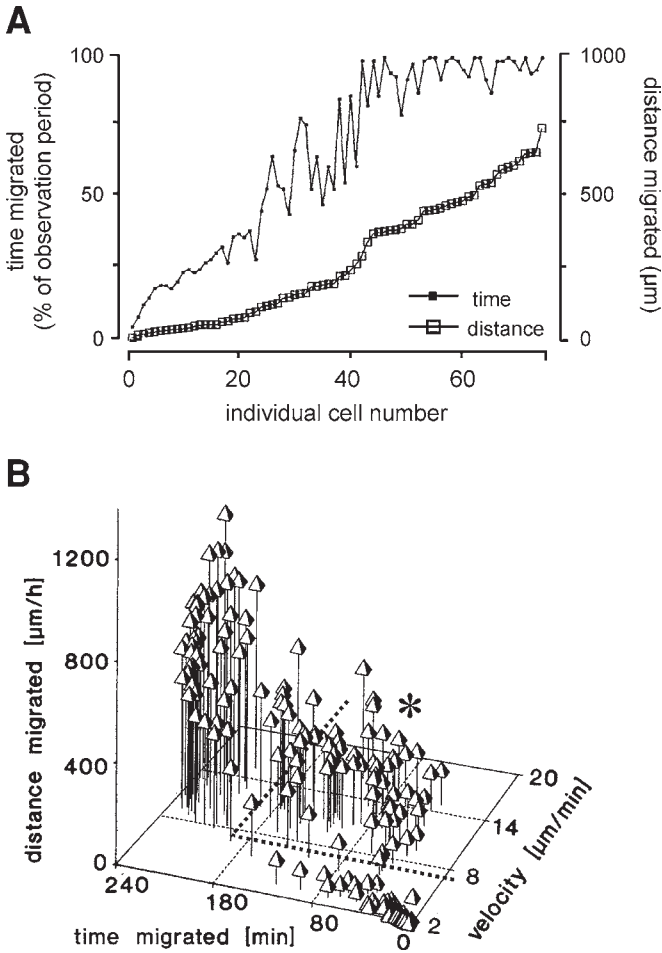 A
100
50
0
time migrated
(% of observation period)
1000
500
0
distance migrated (µm)
time
distance
0 20 40 60
individual cell number
B
1200
800
400
0
distance migrated [µm/h]
*
240 180 80 0
time migrated [min]
2 8 14 20
velocity [µm/min]